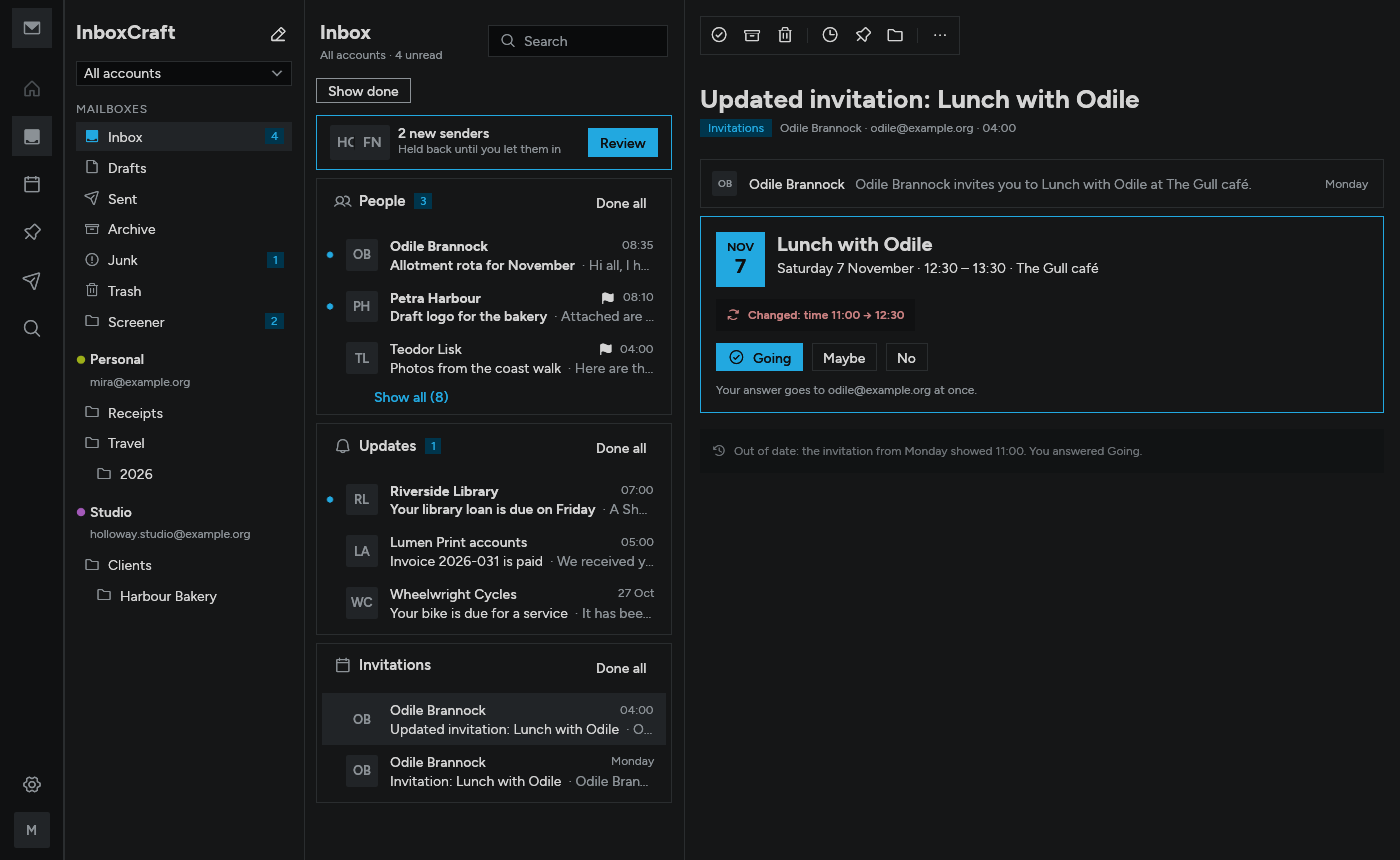 InboxCraft
All accounts
MAILBOXES
Inbox 4
Drafts
Sent
Archive
Junk 1
Trash
Screener 2
Personal
mira@example.org
Receipts
Travel
2026
Studio
holloway.studio@example.org
Clients
Harbour Bakery
M
Inbox
All accounts · 4 unread
Search
Show done
HC FN
2 new senders
Held back until you let them in
Review
People 3
Done all
OB
Odile Brannock 08:35
Allotment rota for November · Hi all, I h...
PH
Petra Harbour 08:10
Draft logo for the bakery · Attached are ...
TL
Teodor Lisk 04:00
Photos from the coast walk · Here are th...
Show all (8)
Updates 1
Done all
RL
Riverside Library 07:00
Your library loan is due on Friday · A Sh...
LA
Lumen Print accounts 05:00
Invoice 2026-031 is paid · We received y...
WC
Wheelwright Cycles 27 Oct
Your bike is due for a service · It has bee...
Invitations
Done all
OB
Odile Brannock 04:00
Updated invitation: Lunch with Odile · O...
OB
Odile Brannock Monday
Invitation: Lunch with Odile · Odile Bran...
Updated invitation: Lunch with Odile
Invitations Odile Brannock · odile@example.org · 04:00
OB Odile Brannock Odile Brannock invites you to Lunch with Odile at The Gull café. Monday
NOV
7
Lunch with Odile
Saturday 7 November · 12:30 – 13:30 · The Gull café
Changed: time 11:00 → 12:30
Going Maybe No
Your answer goes to odile@example.org at once.
Out of date: the invitation from Monday showed 11:00. You answered Going.